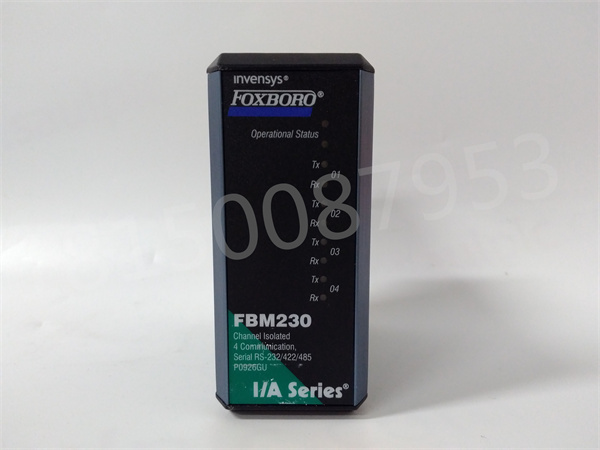 invensys®
FOXBORO®
Operational Status
Tx
01
Rx
Tx
02
Rx
Tx
03
Rx
Tx
04
Rx
FBM230
Channel Isolated
4 Communication,
Serial RS-232/422/485
P0926GU
I/A Series®
50087953